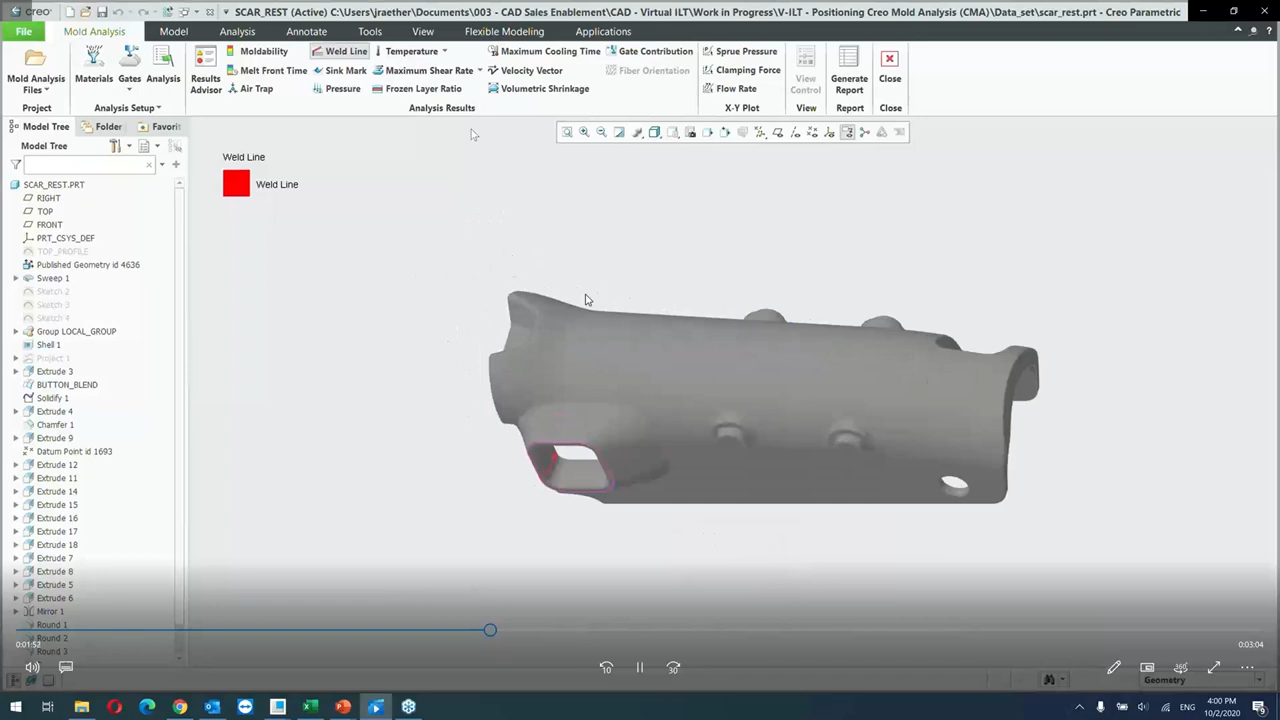 creo
SCAR_REST (Active) C:\Users\jraether\Documents\003 - CAD Sales Enablement\CAD - Virtual ILT\Work in Progress\V-ILT - Positioning Creo Mold Analysis (CMA)\Data_set\scar_rest.prt - Creo Parametric
File
Mold Analysis
Model
Analysis
Annotate
Tools
View
Flexible Modeling
Applications
Mold Analysis Files
Materials
Gates
Analysis
Results Advisor
Moldability
Weld Line
Temperature
Maximum Cooling Time
Gate Contribution
Sprue Pressure
Melt Front Time
Sink Mark
Maximum Shear Rate
Velocity Vector
Fiber Orientation
Clamping Force
Air Trap
Pressure
Frozen Layer Ratio
Volumetric Shrinkage
Flow Rate
View Control
Generate Report
Close
Project
Analysis Setup
Analysis Results
X-Y Plot
View
Report
Close
Model Tree
Folder
Favori
Model Tree
SCAR_REST.PRT
RIGHT
TOP
FRONT
PRT_CSYS_DEF
TOP_PROFILE
Published Geometry id 4636
Sweep 1
Sketch 2
Sketch 3
Sketch 4
Group LOCAL_GROUP
Shell 1
Project 1
Extrude 3
BUTTON_BLEND
Solidify 1
Extrude 4
Chamfer 1
Extrude 9
Datum Point id 1693
Extrude 12
Extrude 11
Extrude 14
Extrude 15
Extrude 16
Extrude 17
Extrude 18
Extrude 7
Extrude 8
Extrude 5
Extrude 6
Mirror 1
Round 1
Round 2
Round 3
Weld Line
Weld Line
0:03:04
10
30
Geometry
ENG
4:00 PM
10/2/2020